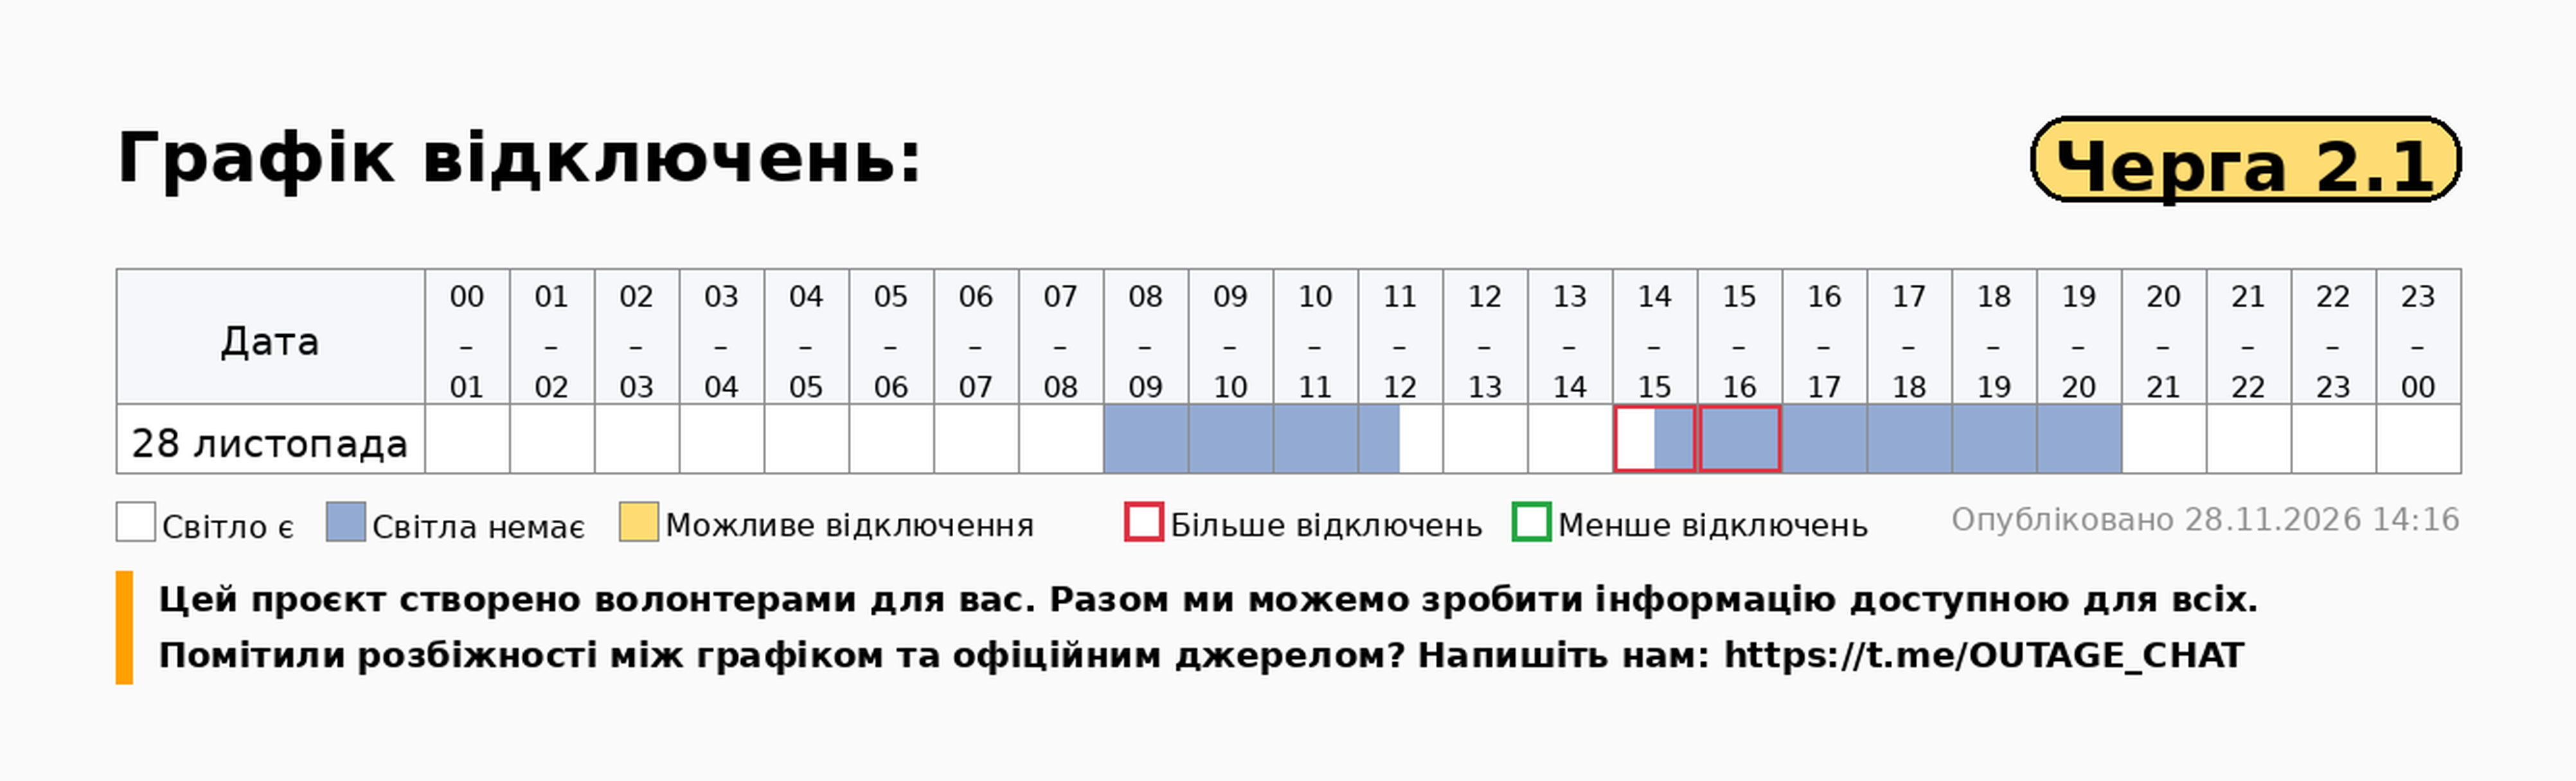 Графік відключень:
Черга 2.1
Дата 00 – 01 01 – 02 02 – 03 03 – 04 04 – 05 05 – 06 06 – 07 07 – 08 08 – 09 09 – 10 10 – 11 11 – 12 12 – 13 13 – 14 14 – 15 15 – 16 16 – 17 17 – 18 18 – 19 19 – 20 20 – 21 21 – 22 22 – 23 23 – 00
28 листопада
Світло є Світла немає Можливе відключення Більше відключень Менше відключень Опубліковано 28.11.2026 14:16
Цей проєкт створено волонтерами для вас. Разом ми можемо зробити інформацію доступною для всіх.
Помітили розбіжності між графіком та офіційним джерелом? Напишіть нам: https://t.me/OUTAGE_CHAT